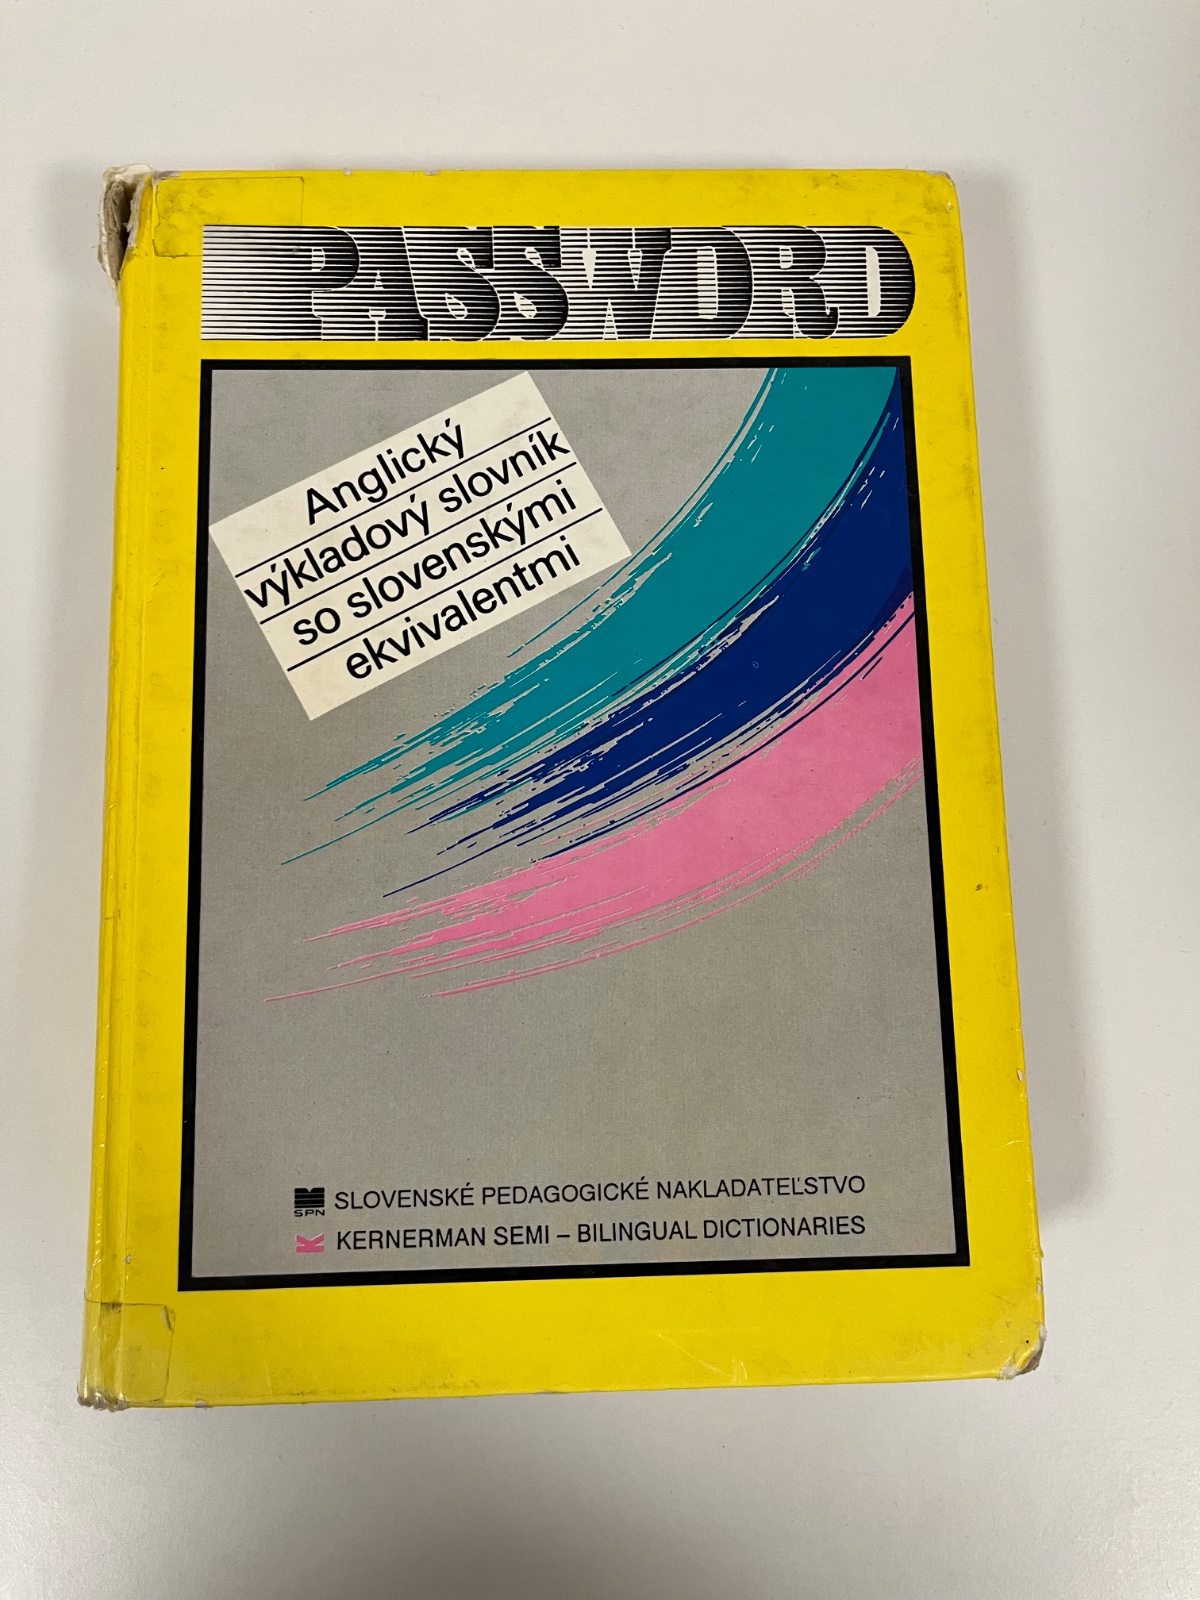 PASSWORD
Anglický
výkladový slovník
so slovenskými
ekvivalentmi
SPN
SLOVENSKÉ PEDAGOGICKÉ NAKLADATEĽSTVO
K
KERNERMAN SEMI – BILINGUAL DICTIONARIES